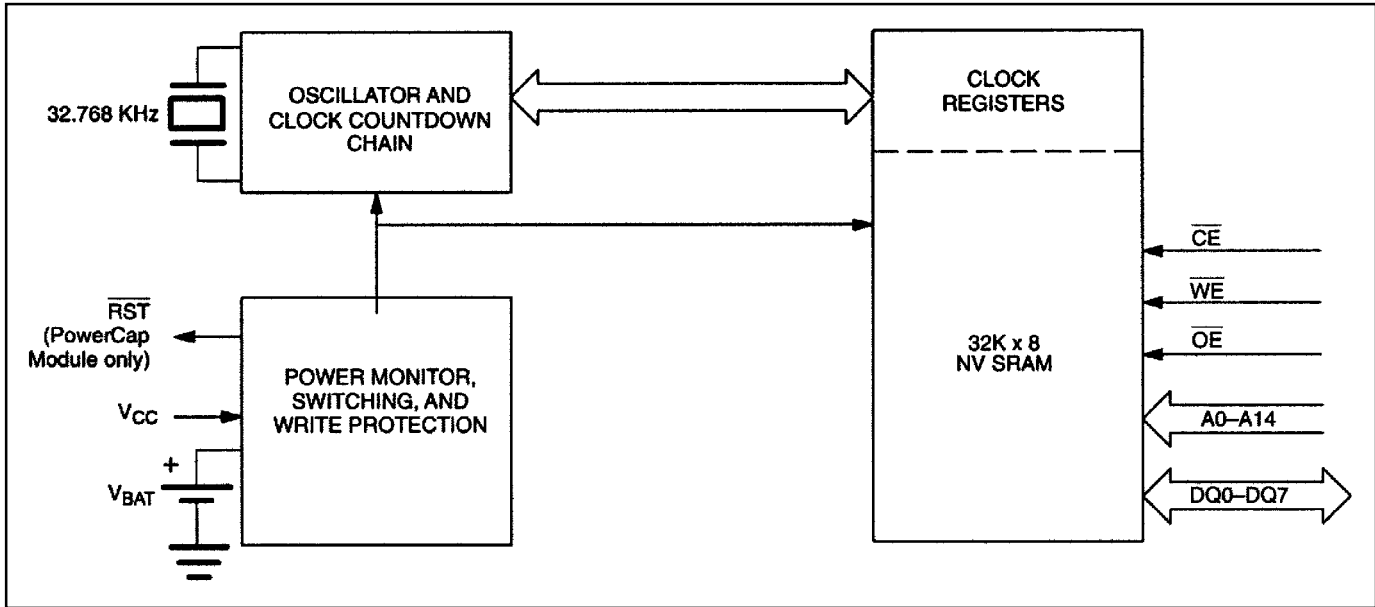 32.768 KHz
OSCILLATOR AND
CLOCK COUNTDOWN
CHAIN
CLOCK
REGISTERS
RST
(PowerCap
Module only)
VCC
+
VBAT
POWER MONITOR,
SWITCHING, AND
WRITE PROTECTION
32K x 8
NV SRAM
CE
WE
OE
A0–A14
DQ0–DQ7